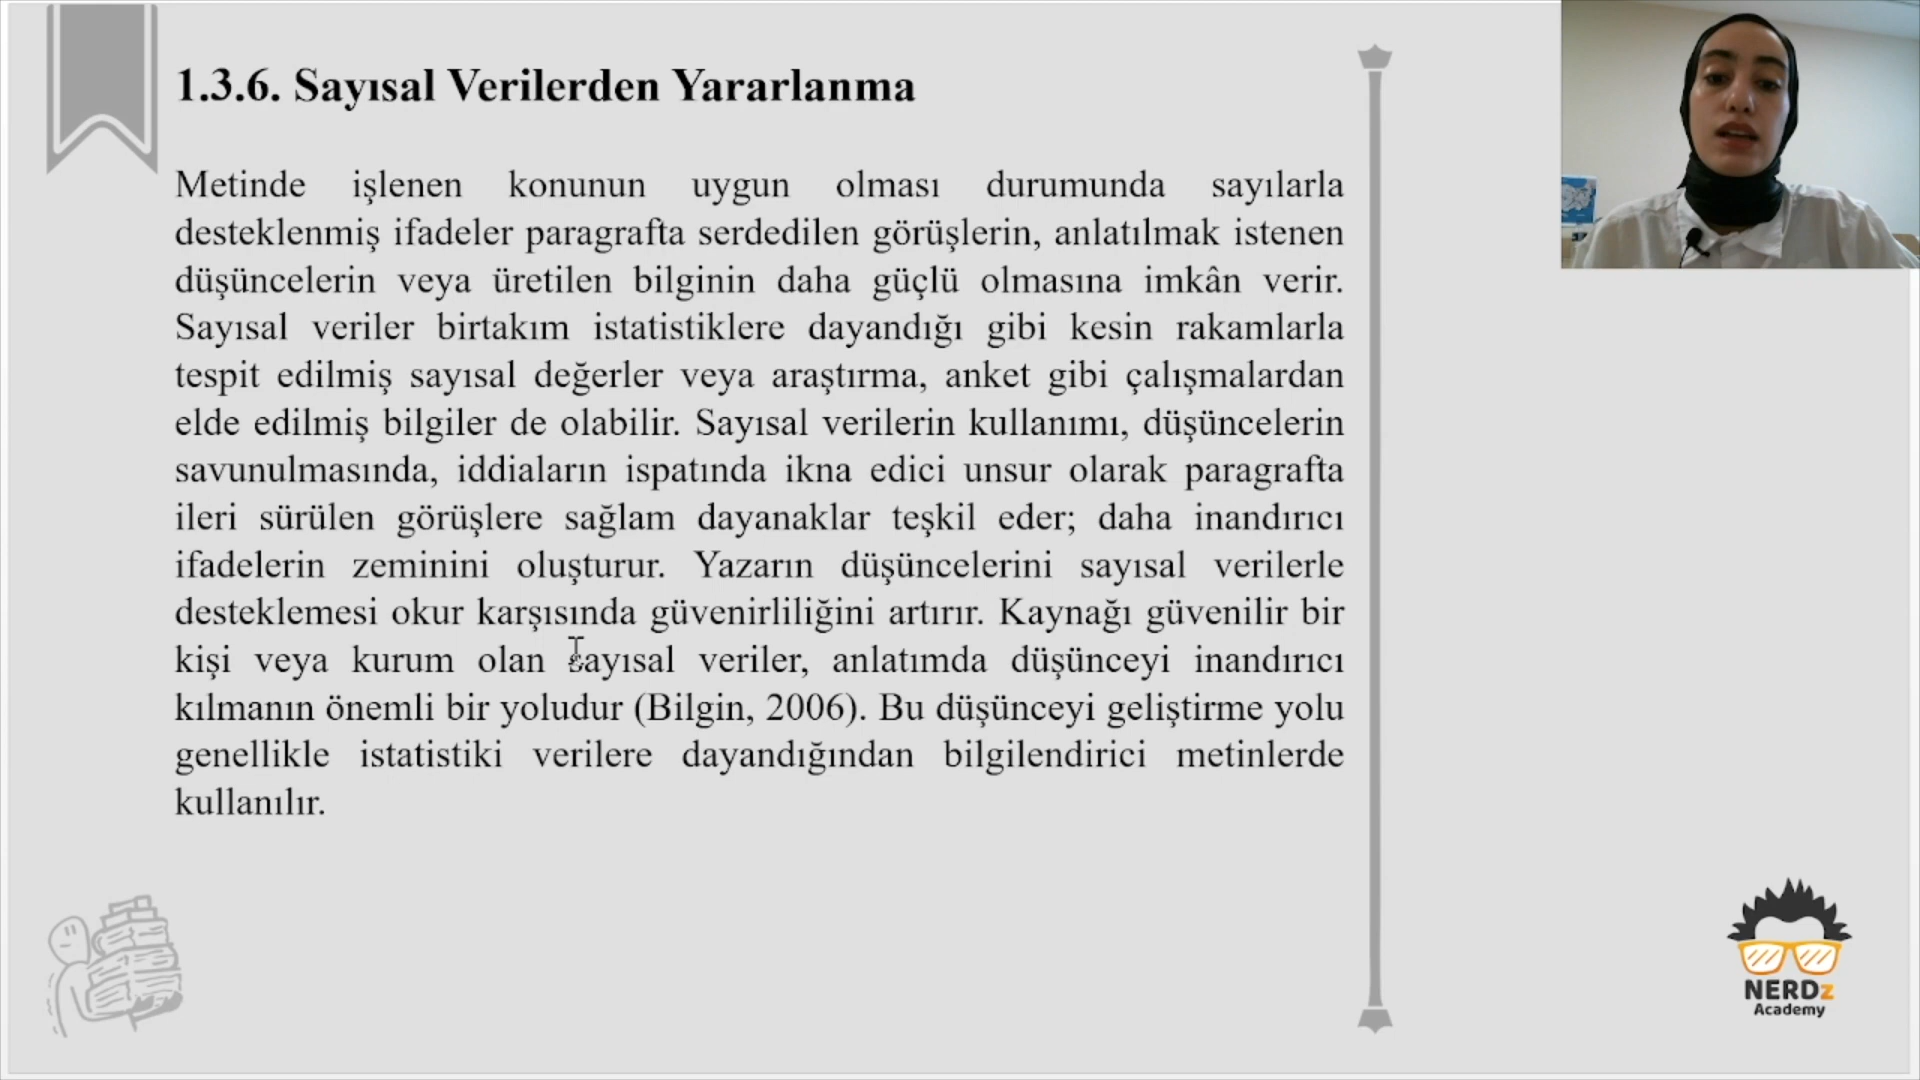 1.3.6. Sayısal Verilerden Yararlanma
Metinde işlenen konunun uygun olması durumunda sayılarla
desteklenmiş ifadeler paragrafta serdedilen görüşlerin, anlatılmak istenen
düşüncelerin veya üretilen bilginin daha güçlü olmasına imkân verir.
Sayısal veriler birtakım istatistiklere dayandığı gibi kesin rakamlarla
tespit edilmiş sayısal değerler veya araştırma, anket gibi çalışmalardan
elde edilmiş bilgiler de olabilir. Sayısal verilerin kullanımı, düşüncelerin
savunulmasında, iddiaların ispatında ikna edici unsur olarak paragrafta
ileri sürülen görüşlere sağlam dayanaklar teşkil eder; daha inandırıcı
ifadelerin zeminini oluşturur. Yazarın düşüncelerini sayısal verilerle
desteklemesi okur karşısında güvenirliliğini artırır. Kaynağı güvenilir bir
kişi veya kurum olan sayısal veriler, anlatımda düşünceyi inandırıcı
kılmanın önemli bir yoludur (Bilgin, 2006). Bu düşünceyi geliştirme yolu
genellikle istatistiki verilere dayandığından bilgilendirici metinlerde
kullanılır.
NERDz
Academy